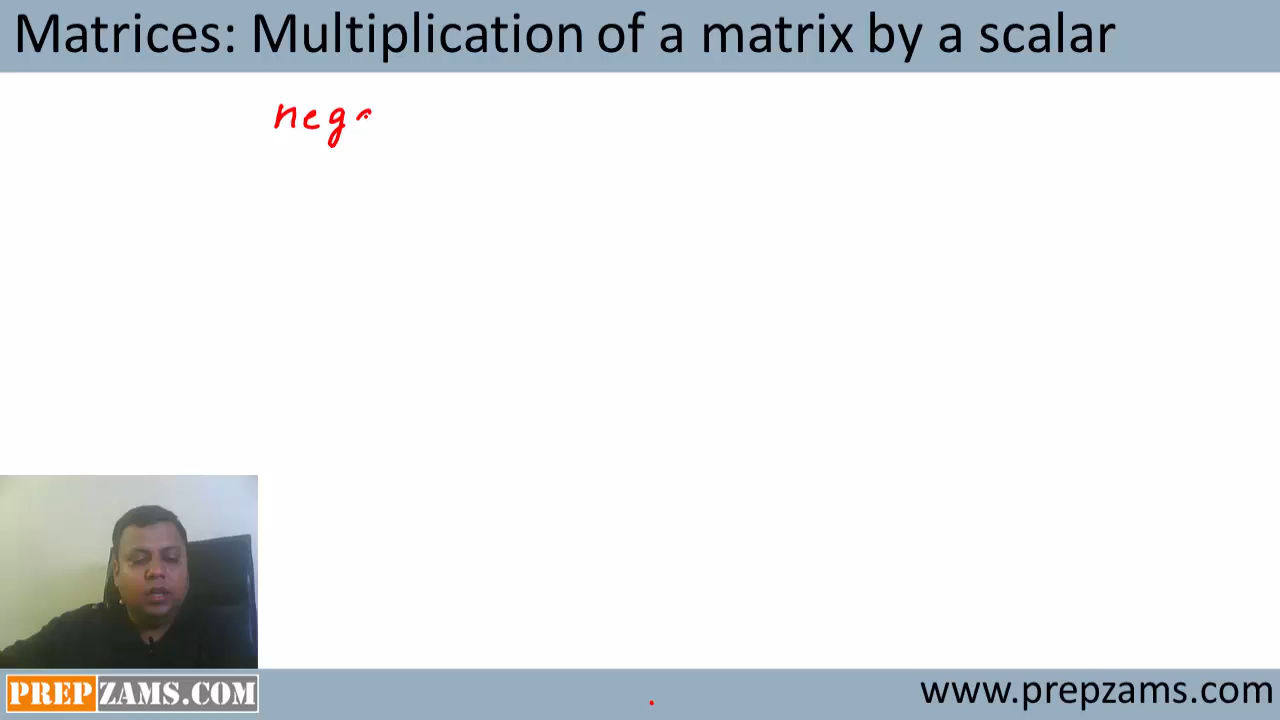 Matrices: Multiplication of a matrix by a scalar
neg
PREPZAMS.COM
www.prepzams.com